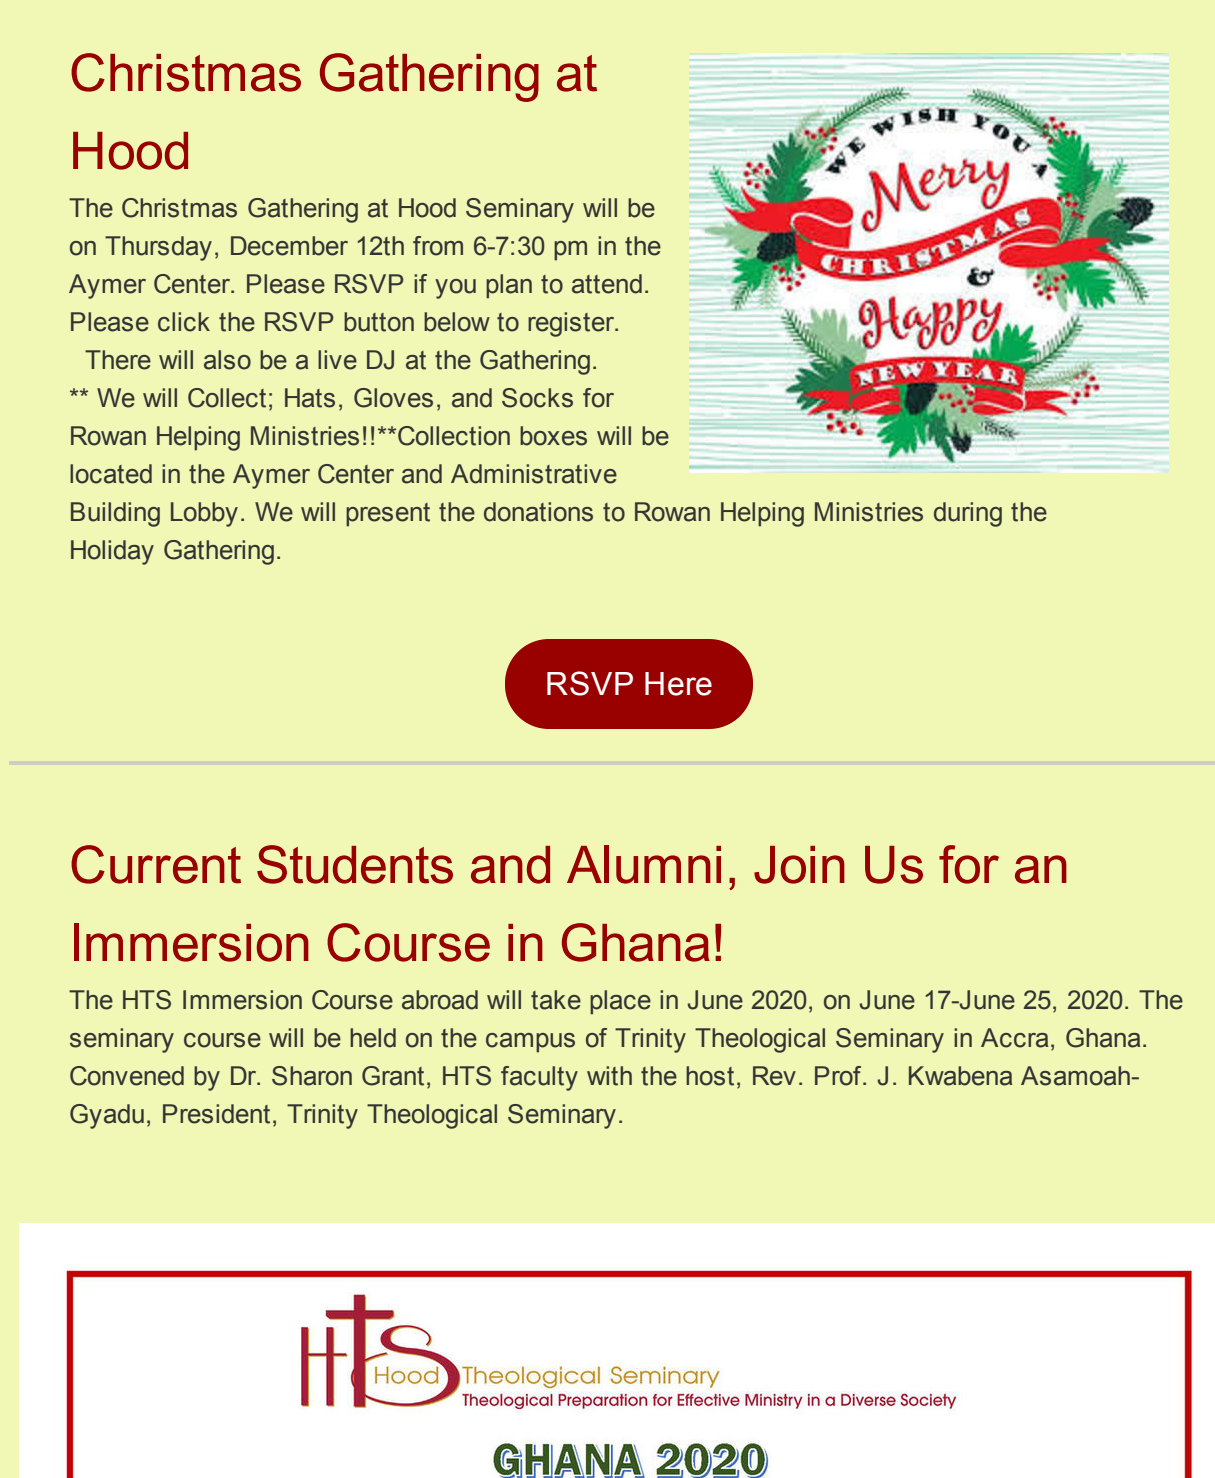 Christmas Gathering at
Hood
The Christmas Gathering at Hood Seminary will be
on Thursday, December 12th from 6-7:30 pm in the
Aymer Center. Please RSVP if you plan to attend.
Please click the RSVP button below to register.
There will also be a live DJ at the Gathering.
** We will Collect; Hats, Gloves, and Socks for
Rowan Helping Ministries!!**Collection boxes will be
located in the Aymer Center and Administrative
Building Lobby. We will present the donations to Rowan Helping Ministries during the
Holiday Gathering.
WE WISH YOU A
Merry
CHRISTMAS
&
Happy
NEW YEAR
RSVP Here
Current Students and Alumni, Join Us for an
Immersion Course in Ghana!
The HTS Immersion Course abroad will take place in June 2020, on June 17-June 25, 2020. The
seminary course will be held on the campus of Trinity Theological Seminary in Accra, Ghana.
Convened by Dr. Sharon Grant, HTS faculty with the host, Rev. Prof. J. Kwabena Asamoah-
Gyadu, President, Trinity Theological Seminary.
HTS
Hood Theological Seminary
Theological Preparation for Effective Ministry in a Diverse Society
GHANA 2020